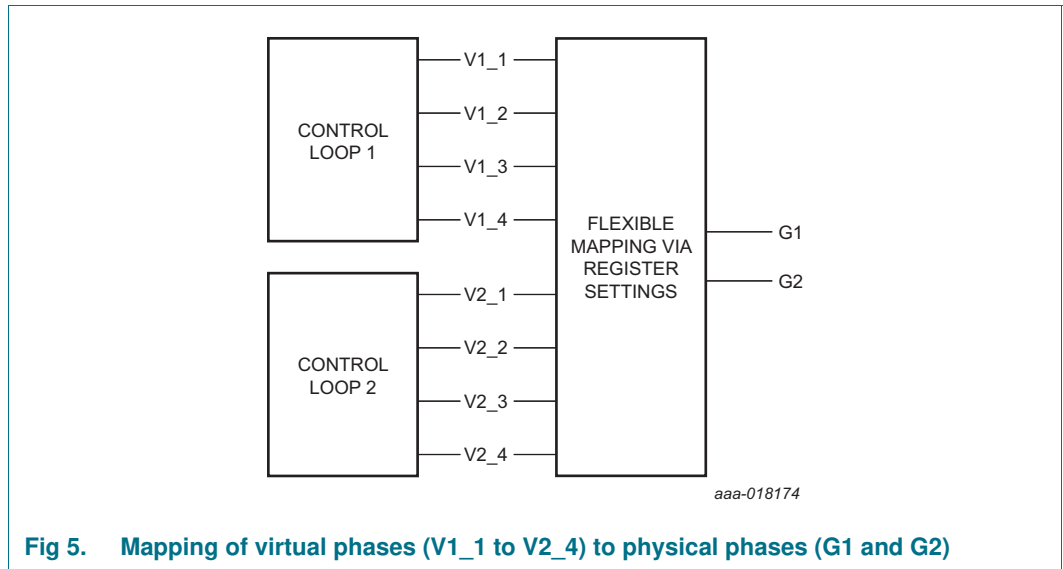 CONTROL
LOOP 1
V1_1
V1_2
V1_3
V1_4
CONTROL
LOOP 2
V2_1
V2_2
V2_3
V2_4
FLEXIBLE
MAPPING VIA
REGISTER
SETTINGS
G1
G2
aaa-018174
Fig 5. Mapping of virtual phases (V1_1 to V2_4) to physical phases (G1 and G2)